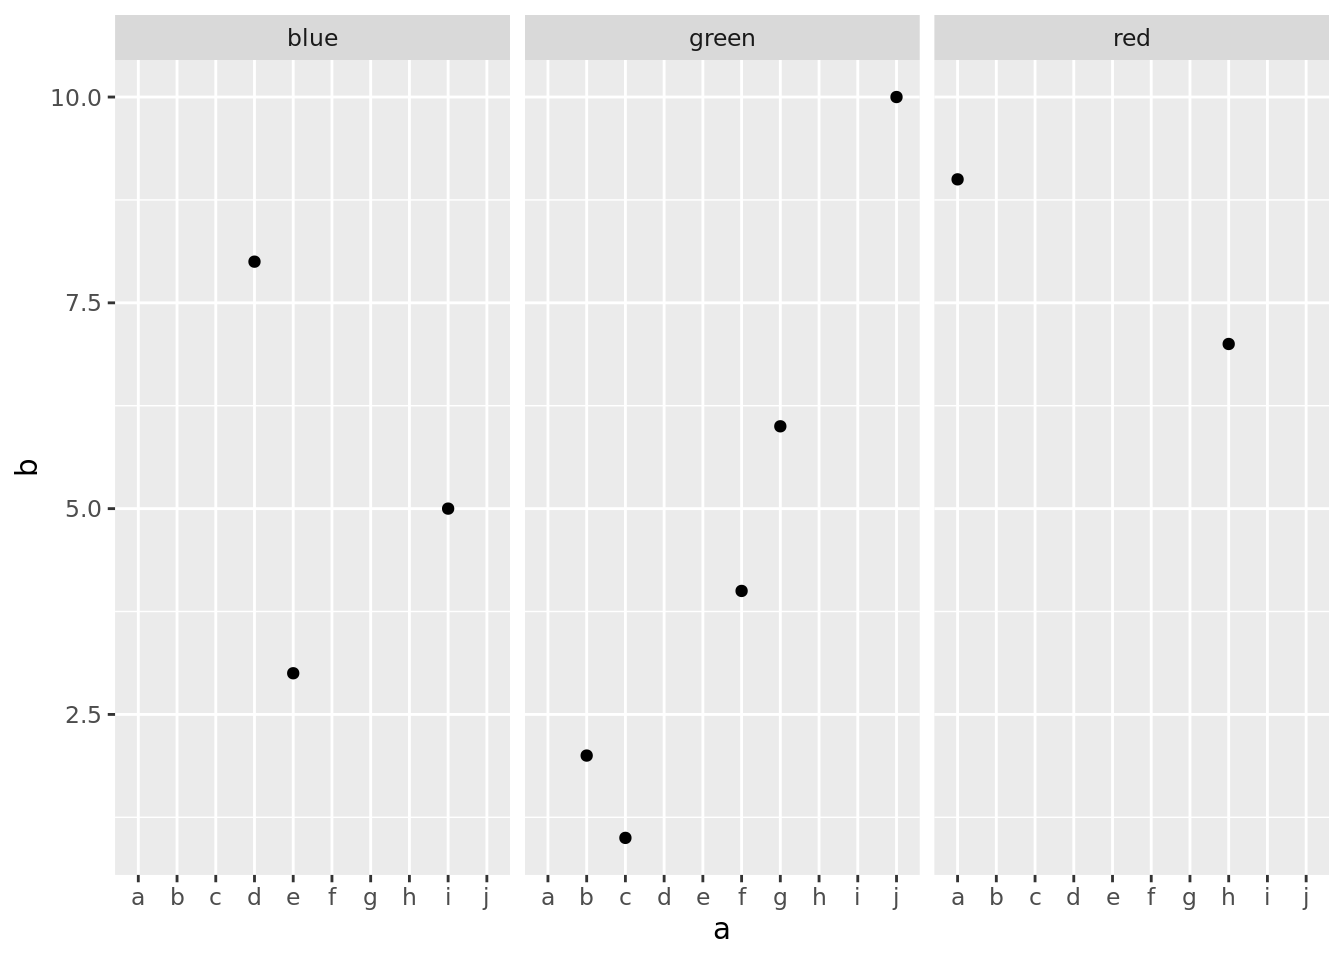 blue green red
10.0
7.5
5.0
2.5
b
a b c d e f g h i j a b c d e f g h i j a b c d e f g h i j
a